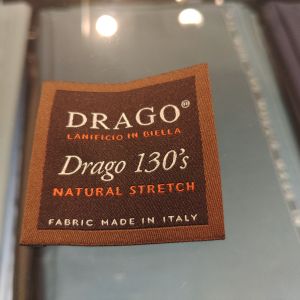 DRAGO®
LANIFICIO IN BIELLA
Drago 130's
NATURAL STRETCH
FABRIC MADE IN ITALY